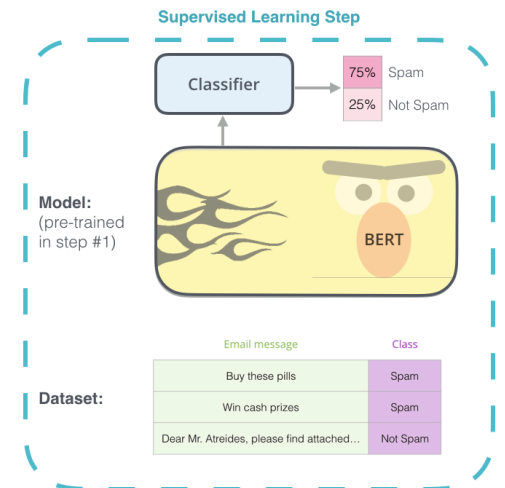 Supervised Learning Step
Classifier
75% Spam
25% Not Spam
Model:
(pre-trained
in step #1)
BERT
Email message Class
Dataset:
Buy these pills Spam
Win cash prizes Spam
Dear Mr. Atreides, please find attached... Not Spam